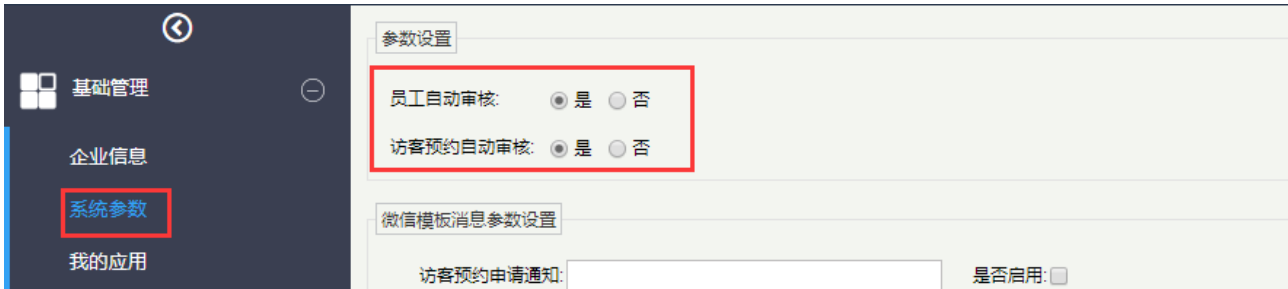 基础管理
企业信息
系统参数
我的应用
参数设置
员工自动审核: 是 否
访客预约自动审核: 是 否
微信模板消息参数设置
访客预约申请通知: 是否启用: